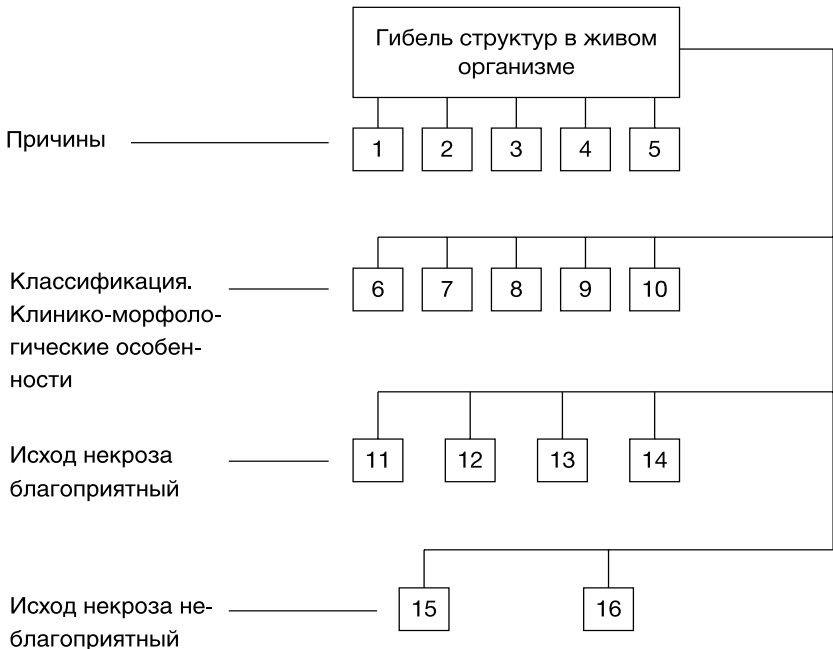 Гибель структур в живом
организме
Причины
1 2 3 4 5
Классификация.
Клинико-морфоло-
гические особен-
ности
6 7 8 9 10
Исход некроза
благоприятный
11 12 13 14
Исход некроза не-
благоприятный
15 16